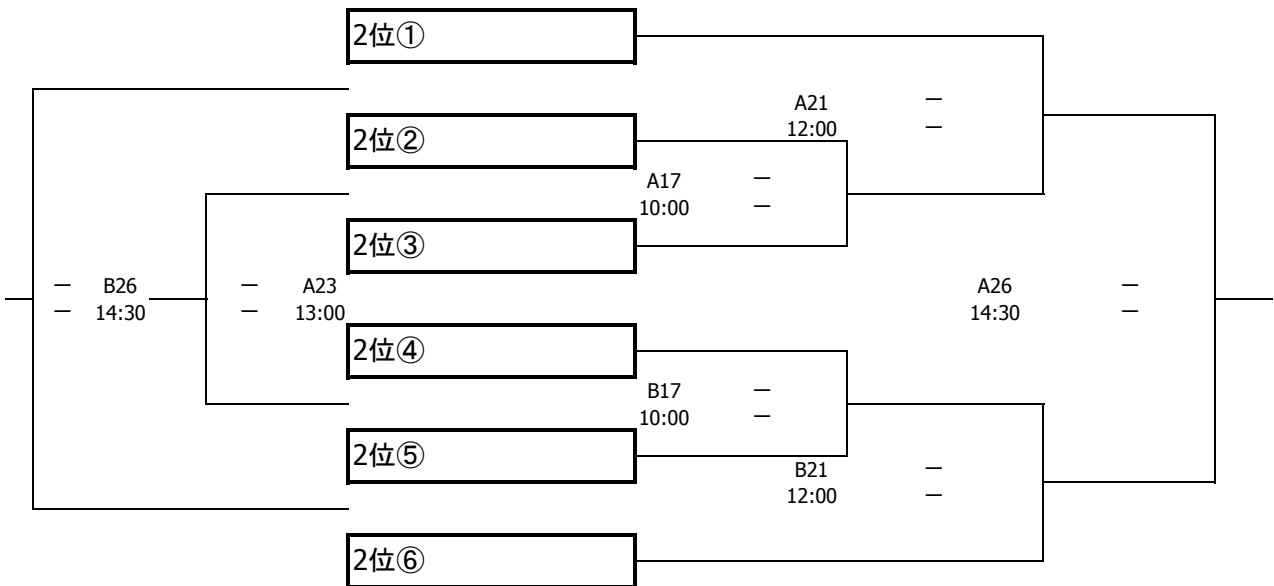 2位①
A21 －
12:00 －
2位②
A17 －
10:00 －
2位③
－ B26
－ 14:30
－ A23
－ 13:00
A26 －
14:30 －
2位④
B17 －
10:00 －
2位⑤
B21 －
12:00 －
2位⑥